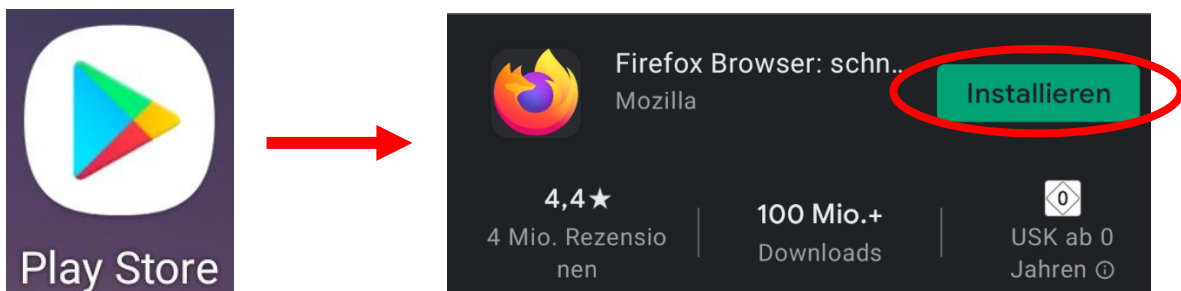 Play Store
Firefox Browser: schn..
Mozilla
Installieren
4,4★
4 Mio. Rezensio
nen
100 Mio.+
Downloads
0
USK ab 0
Jahren ⓘ